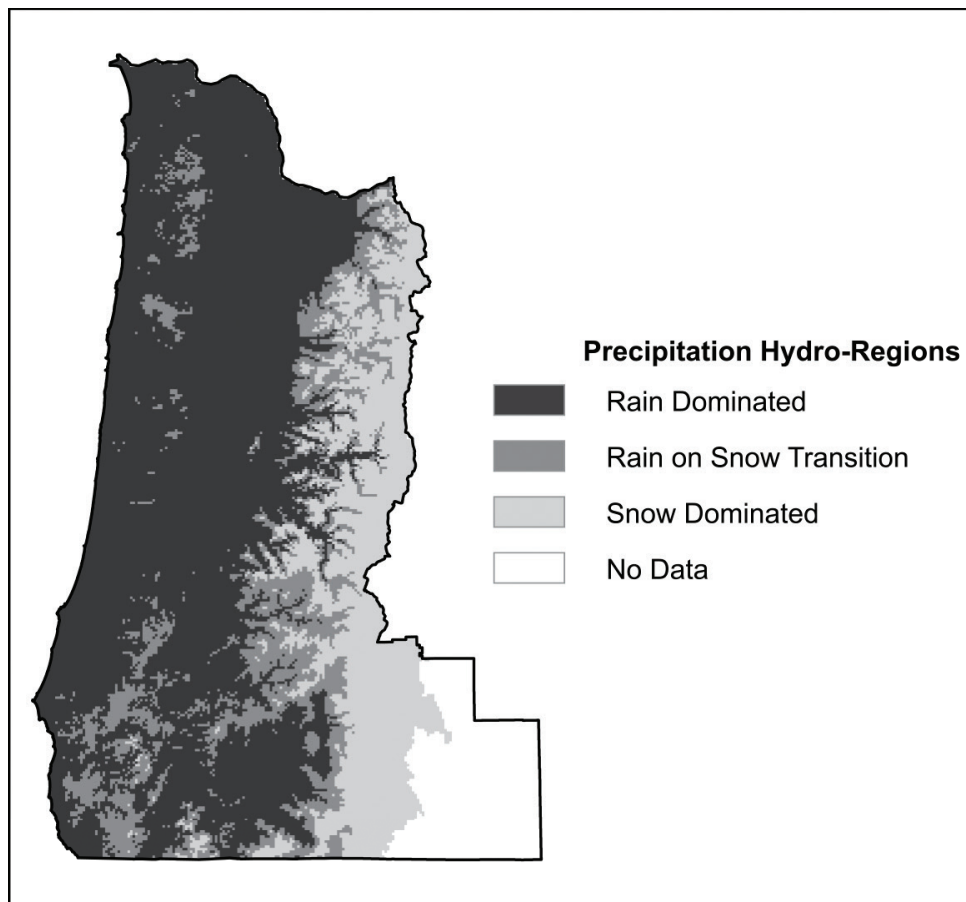 Precipitation Hydro-Regions
Rain Dominated
Rain on Snow Transition
Snow Dominated
No Data